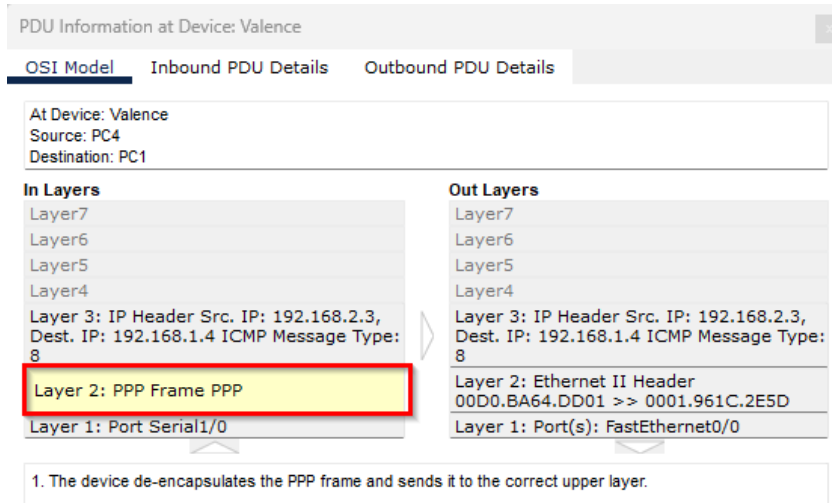 PDU Information at Device: Valence
OSI Model Inbound PDU Details Outbound PDU Details
At Device: Valence
Source: PC4
Destination: PC1
In Layers
Layer7
Layer6
Layer5
Layer4
Layer 3: IP Header Src. IP: 192.168.2.3,
Dest. IP: 192.168.1.4 ICMP Message Type:
8
Layer 2: PPP Frame PPP
Layer 1: Port Serial1/0
Out Layers
Layer7
Layer6
Layer5
Layer4
Layer 3: IP Header Src. IP: 192.168.2.3,
Dest. IP: 192.168.1.4 ICMP Message Type:
8
Layer 2: Ethernet II Header
00D0.BA64.DD01 >> 0001.961C.2E5D
Layer 1: Port(s): FastEthernet0/0
1. The device de-encapsulates the PPP frame and sends it to the correct upper layer.